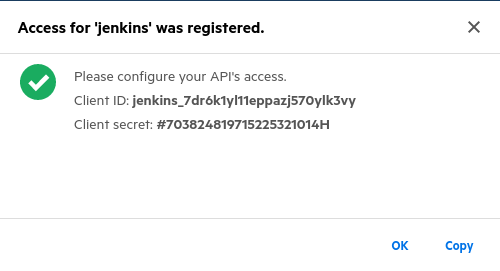 Access for 'jenkins' was registered.
Please configure your API's access.
Client ID: jenkins_7dr6k1yl11eppazj570ylk3vy
Client secret: #703824819715225321014H
OK Copy